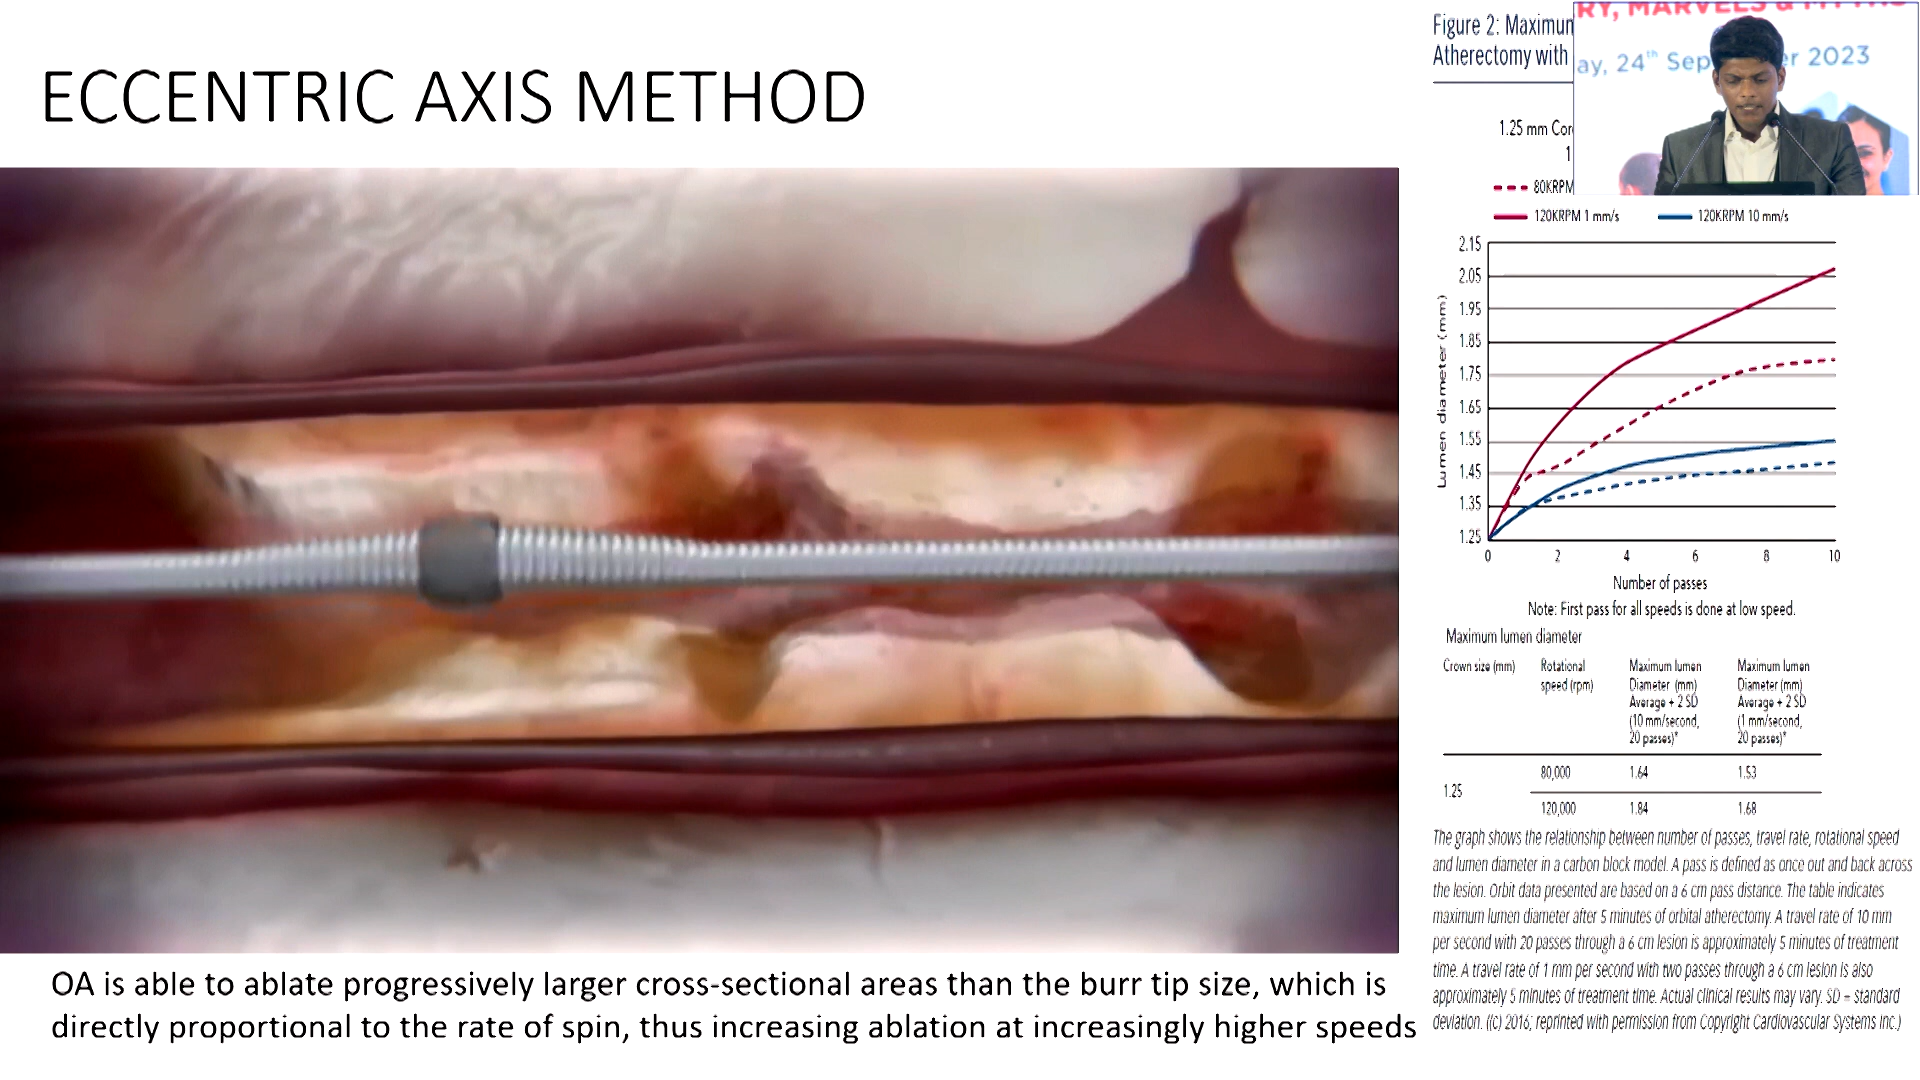 ECCENTRIC AXIS METHOD
OA is able to ablate progressively larger cross-sectional areas than the burr tip size, which is
directly proportional to the rate of spin, thus increasing ablation at increasingly higher speeds
Figure 2: Maximum
Atherectomy with
RY, MARVELS & MYTHS
ay, 24th Sep er 2023
1.25 mm Cor
1
80KRPM
120KRPM 1 mm/s
120KRPM 10 mm/s
Lumen diameter (mm)
2.15
2.05
1.95
1.85
1.75
1.65
1.55
1.45
1.35
1.25
0 2 4 6 8 10
Number of passes
Note: First pass for all speeds is done at low speed.
Maximum lumen diameter
Crown size (mm) Rotational Maximum lumen Maximum lumen
speed (rpm) Diameter (mm) Diameter (mm)
Average + 2 SD Average + 2 SD
(10 mm/second, (1 mm/second,
20 passes)* 20 passes)*
80,000 1.64 1.53
1.25
120,000 1.84 1.68
The graph shows the relationship between number of passes, travel rate, rotational speed
and lumen diameter in a carbon block model. A pass is defined as once out and back across
the lesion. Orbit data presented are based on a 6 cm pass distance. The table indicates
maximum lumen diameter after 5 minutes of orbital atherectomy. A travel rate of 10 mm
per second with 20 passes through a 6 cm lesion is approximately 5 minutes of treatment
time. A travel rate of 1 mm per second with two passes through a 6 cm lesion is also
approximately 5 minutes of treatment time. Actual clinical results may vary. SD = standard
deviation. ((c) 2016; reprinted with permission from Copyright Cardiovascular Systems Inc.)